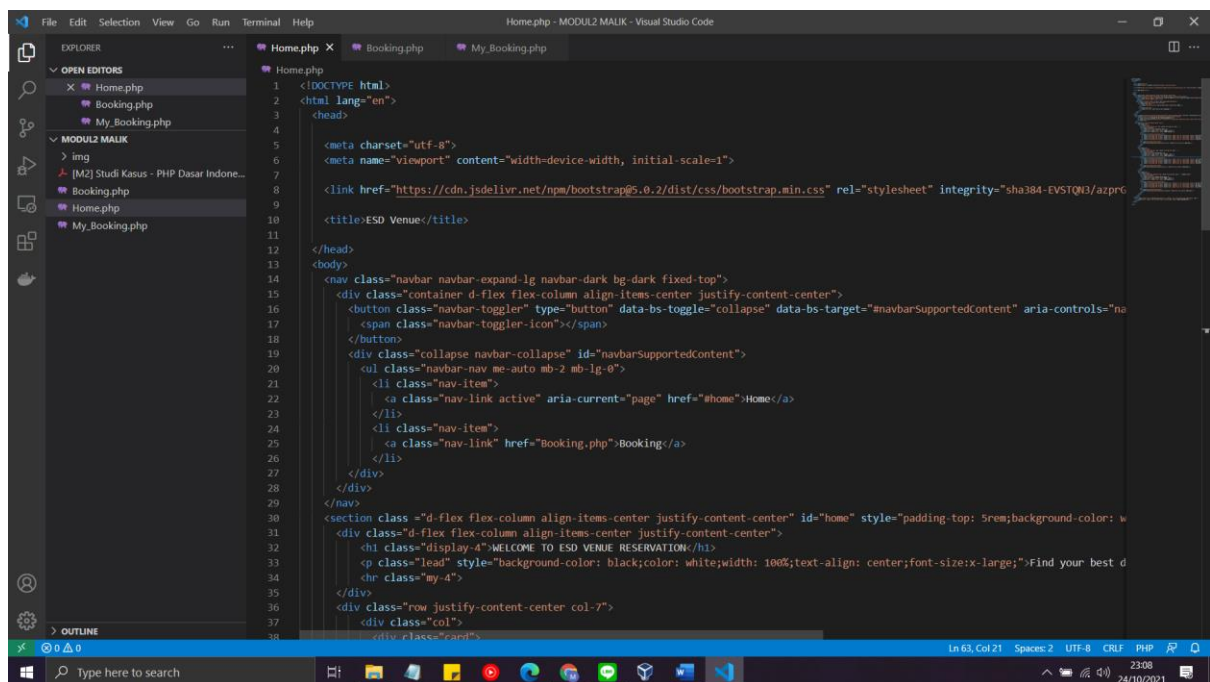 File Edit Selection View Go Run Terminal Help
Home.php - MODUL2 MALIK - Visual Studio Code
EXPLORER
OPEN EDITORS
Home.php
Booking.php
My_Booking.php
MODUL2 MALIK
img
[M2] Studi Kasus - PHP Dasar Indone...
Booking.php
Home.php
My_Booking.php
OUTLINE
Home.php Booking.php My_Booking.php
Home.php
1 <!DOCTYPE html>
2 <html lang="en">
3 <head>
4
5 <meta charset="utf-8">
6 <meta name="viewport" content="width=device-width, initial-scale=1">
7
8 <link href="https://cdn.jsdelivr.net/npm/bootstrap@5.0.2/dist/css/bootstrap.min.css" rel="stylesheet" integrity="sha384-EVSTQN3/azprG
9
10 <title>ESD Venue</title>
11
12 </head>
13 <body>
14 <nav class="navbar navbar-expand-lg navbar-dark bg-dark fixed-top">
15 <div class="container d-flex flex-column align-items-center justify-content-center">
16 <button class="navbar-toggler" type="button" data-bs-toggle="collapse" data-bs-target="#navbarSupportedContent" aria-controls="na
17 <span class="navbar-toggler-icon"></span>
18 </button>
19 <div class="collapse navbar-collapse" id="navbarSupportedContent">
20 <ul class="navbar-nav me-auto mb-2 mb-lg-0">
21 <li class="nav-item">
22 <a class="nav-link active" aria-current="page" href="#home">Home</a>
23 </li>
24 <li class="nav-item">
25 <a class="nav-link" href="Booking.php">Booking</a>
26 </li>
27 </div>
28 </div>
29 </nav>
30 <section class ="d-flex flex-column align-items-center justify-content-center" id="home" style="padding-top: 5rem;background-color: w
31 <div class="d-flex flex-column align-items-center justify-content-center">
32 <h1 class="display-4">WELCOME TO ESD VENUE RESERVATION</h1>
33 <p class="lead" style="background-color: black;color: white;width: 100%;text-align: center;font-size:x-large;">Find your best d
34 <hr class="my-4">
35 </div>
36 <div class="row justify-content-center col-7">
37 <div class="col">
38 <div class="card">
0 0
Ln 63, Col 21 Spaces: 2 UTF-8 CRLF PHP
Type here to search
23:08
24/10/2021